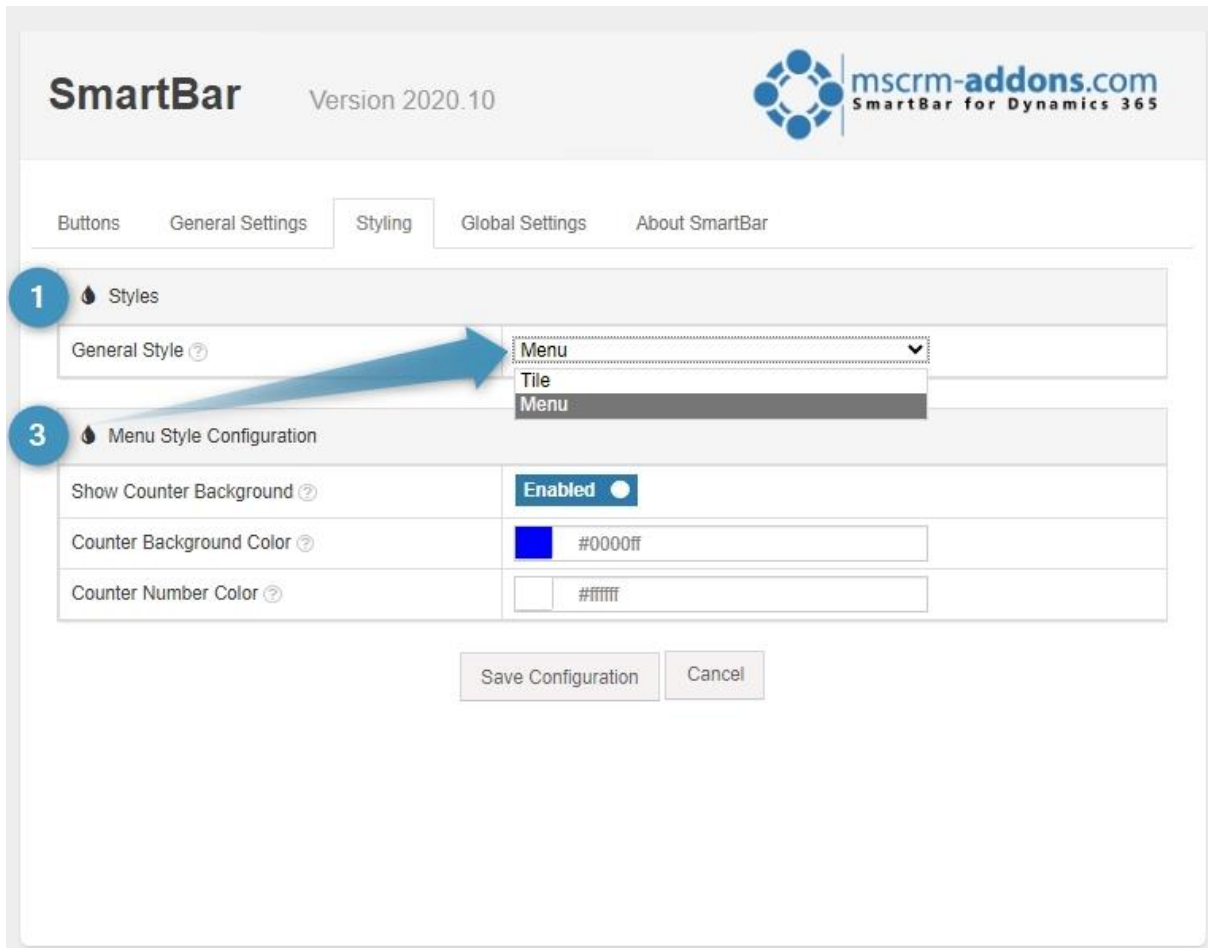 SmartBar Version 2020.10
mscrm-addons.com
SmartBar for Dynamics 365
Buttons General Settings Styling Global Settings About SmartBar
1 Styles
General Style ? Menu
Tile
Menu
3 Menu Style Configuration
Show Counter Background ? Enabled
Counter Background Color ? #0000ff
Counter Number Color ? #ffffff
Save Configuration Cancel